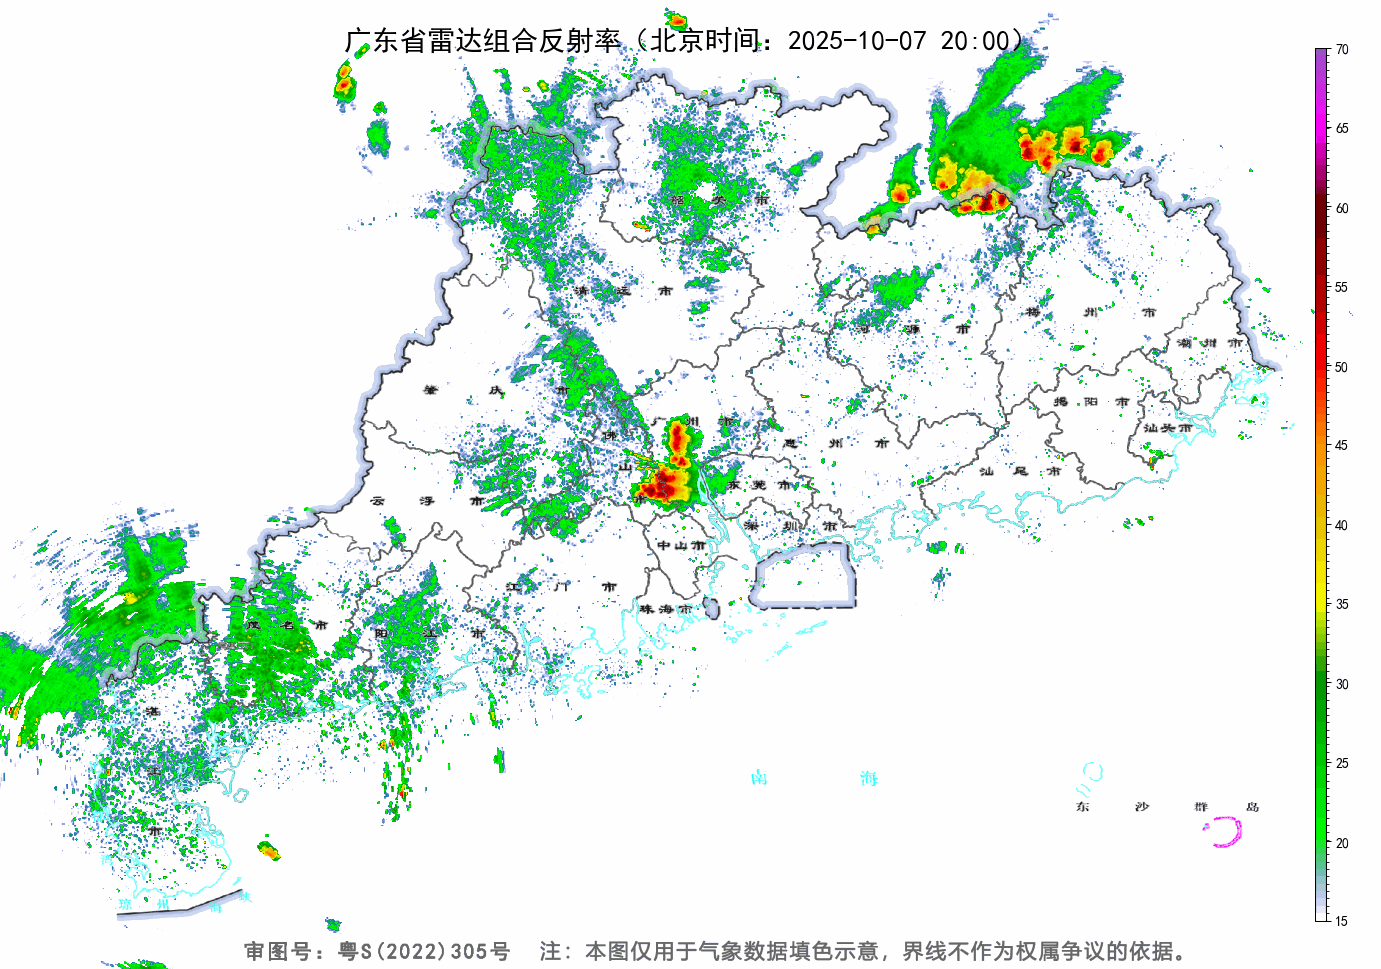 广东省雷达组合反射率（北京时间：2025-10-07 20:00）
70
65
60
55
50
45
40
35
30
25
20
15
韶 关 市
清 远 市
河 源 市
梅 州 市
潮 州 市
肇 庆 市
广 州 市
佛 山 市
惠 州 市
揭 阳 市
汕头市
汕 尾 市
云 浮 市
东 莞 市
深 圳 市
中山市
江 门 市
珠海市
茂 名 市
阳 江 市
湛 江 市
南 海
东 沙 群 岛
琼 州 海 峡
审图号：粤S(2022)305号 注：本图仅用于气象数据填色示意，界线不作为权属争议的依据。